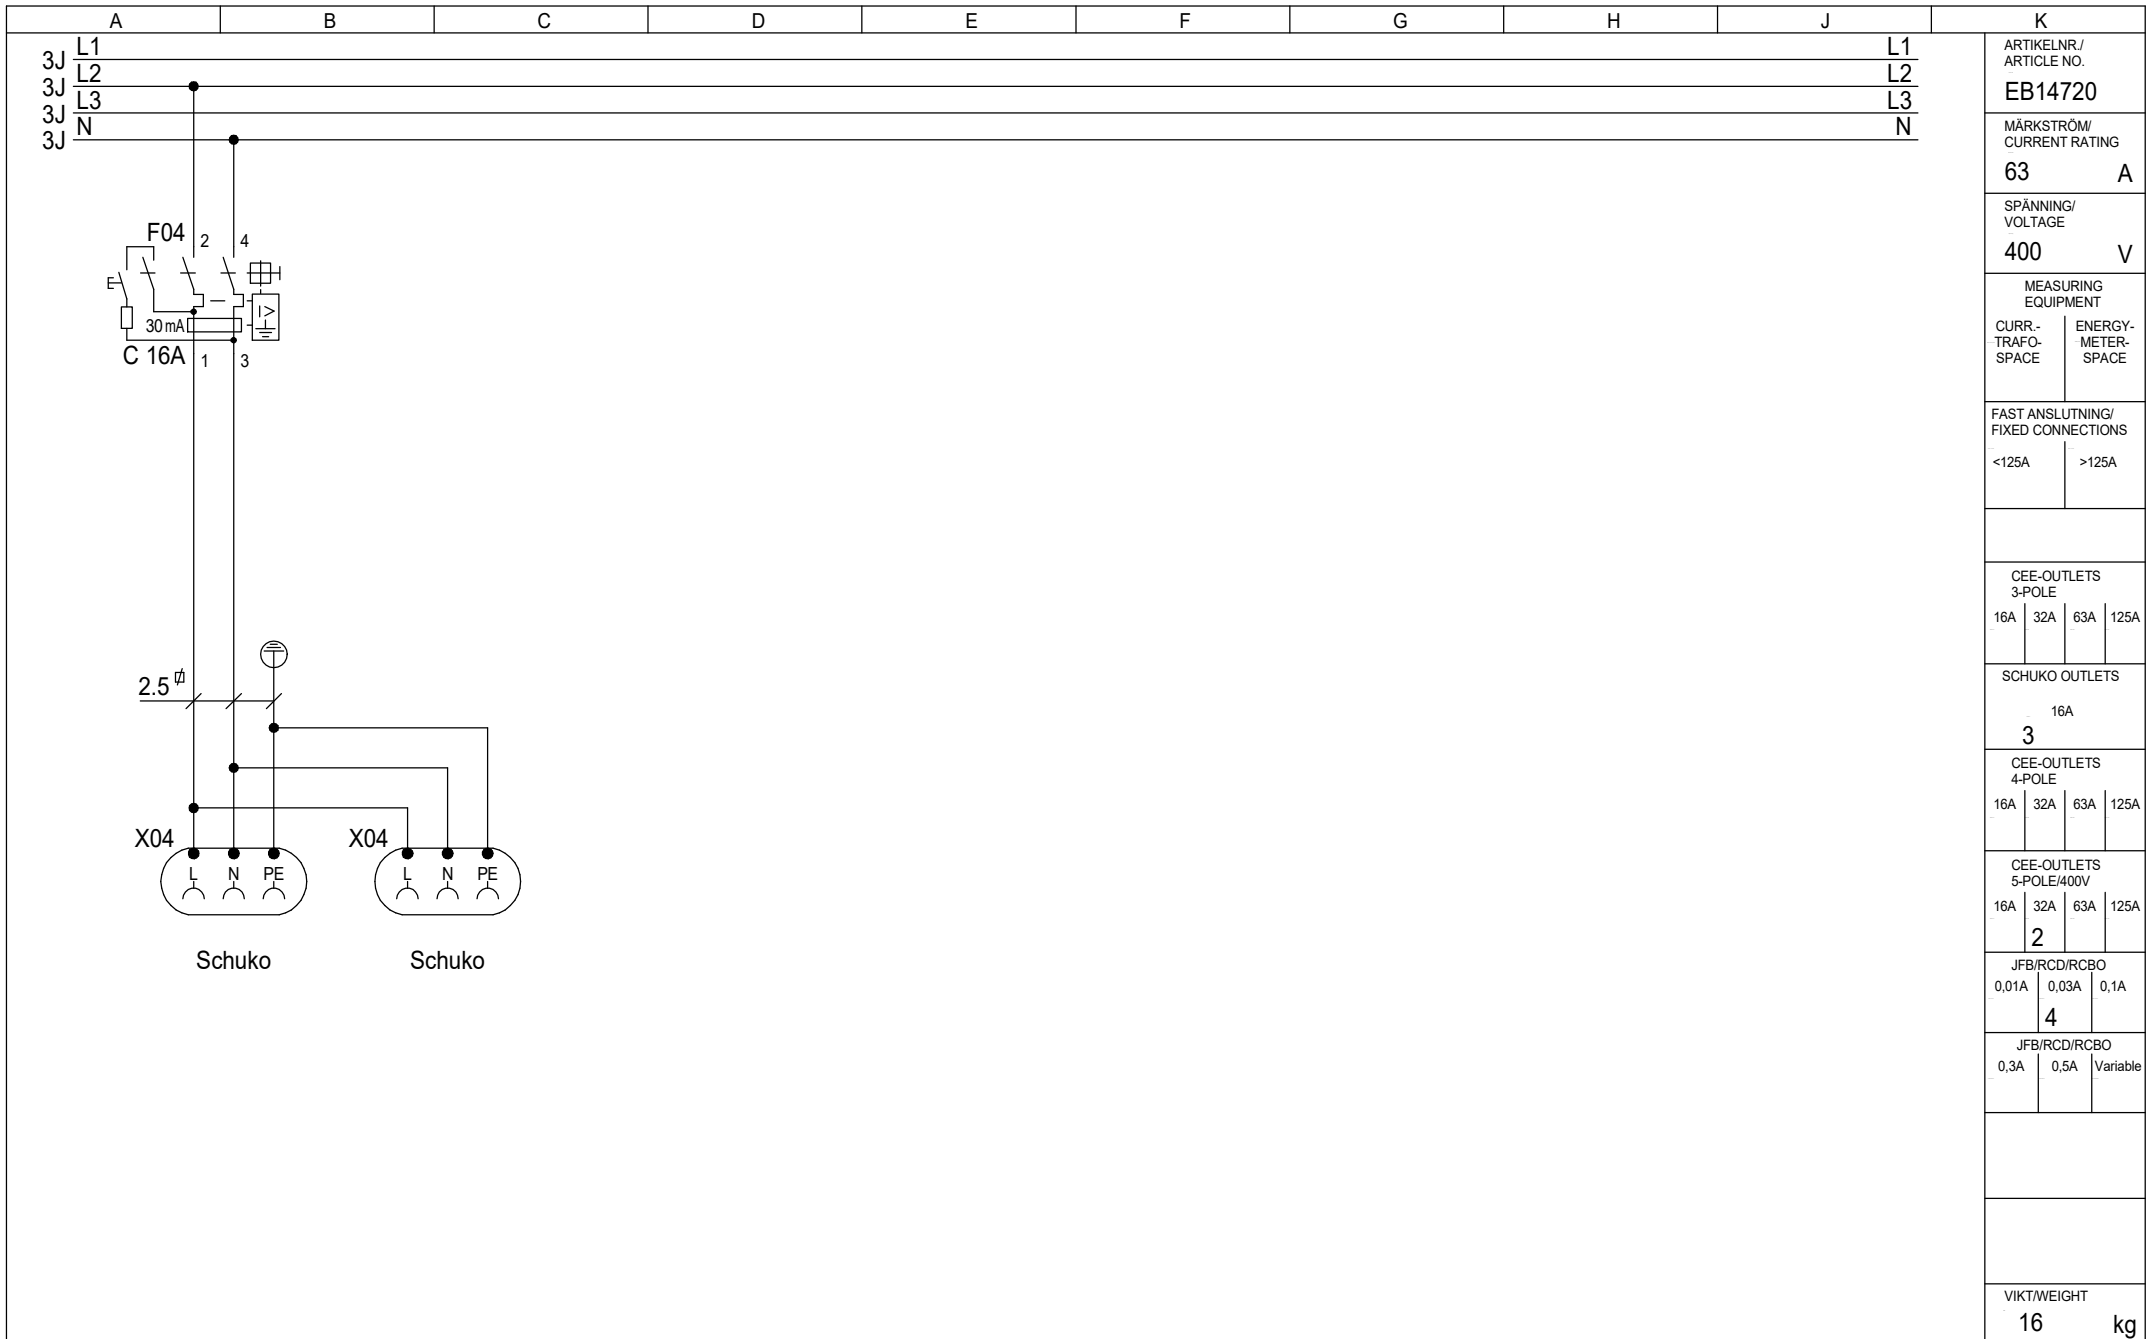 A B C D E F G H J K
3J L1 L1
3J L2 L2
3J L3 L3
3J N N
F04 2 4
30 mA
C 16A 1 3
2.5
X04 X04
L N PE L N PE
Schuko Schuko
ARTIKELNR./
ARTICLE NO.
EB14720
MÄRKSTRÖM/
CURRENT RATING
63 A
SPÄNNING/
VOLTAGE
400 V
MEASURING
EQUIPMENT
CURR.- ENERGY-
TRAFO- METER-
SPACE SPACE
FAST ANSLUTNING/
FIXED CONNECTIONS
<125A >125A
CEE-OUTLETS
3-POLE
16A 32A 63A 125A
SCHUKO OUTLETS
16A
3
CEE-OUTLETS
4-POLE
16A 32A 63A 125A
CEE-OUTLETS
5-POLE/400V
16A 32A 63A 125A
2
JFB/RCD/RCBO
0,01A 0,03A 0,1A
4
JFB/RCD/RCBO
0,3A 0,5A Variable
VIKT/WEIGHT
16 kg